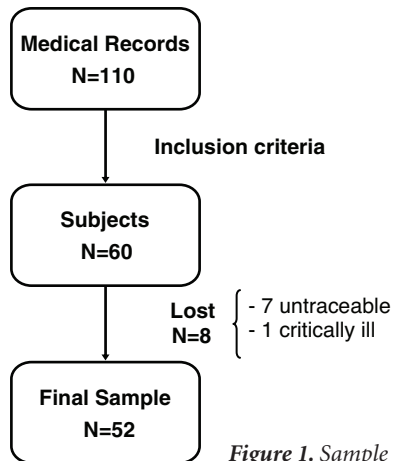 Medical Records
N=110
Inclusion criteria
Subjects
N=60
Lost
N=8
- 7 untraceable
- 1 critically ill
Final Sample
N=52
Figure 1. Sample